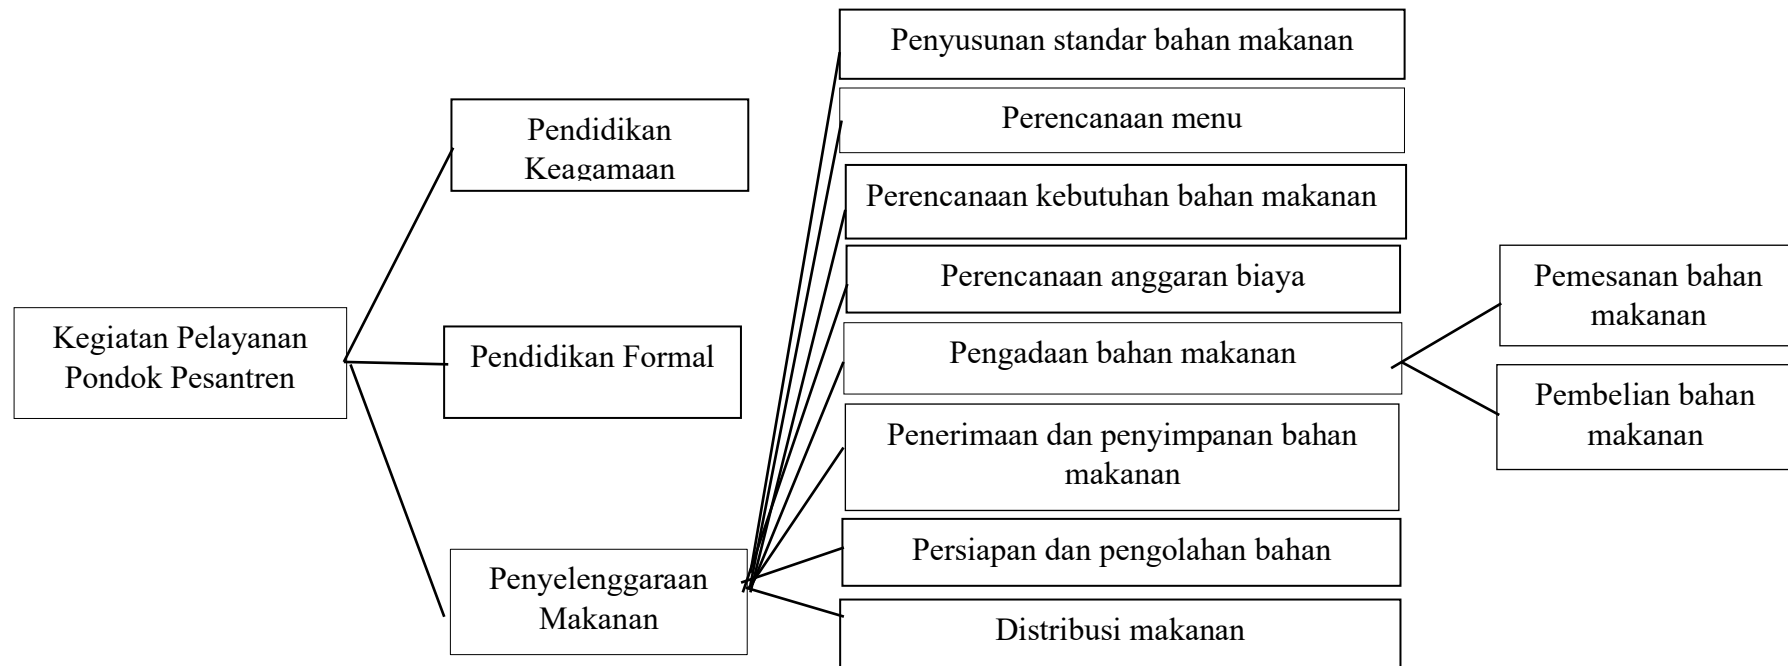 Kegiatan Pelayanan
Pondok Pesantren
Pendidikan
Keagamaan
Pendidikan Formal
Penyelenggaraan
Makanan
Penyusunan standar bahan makanan
Perencanaan menu
Perencanaan kebutuhan bahan makanan
Perencanaan anggaran biaya
Pengadaan bahan makanan
Penerimaan dan penyimpanan bahan
makanan
Persiapan dan pengolahan bahan
Distribusi makanan
Pemesanan bahan
makanan
Pembelian bahan
makanan